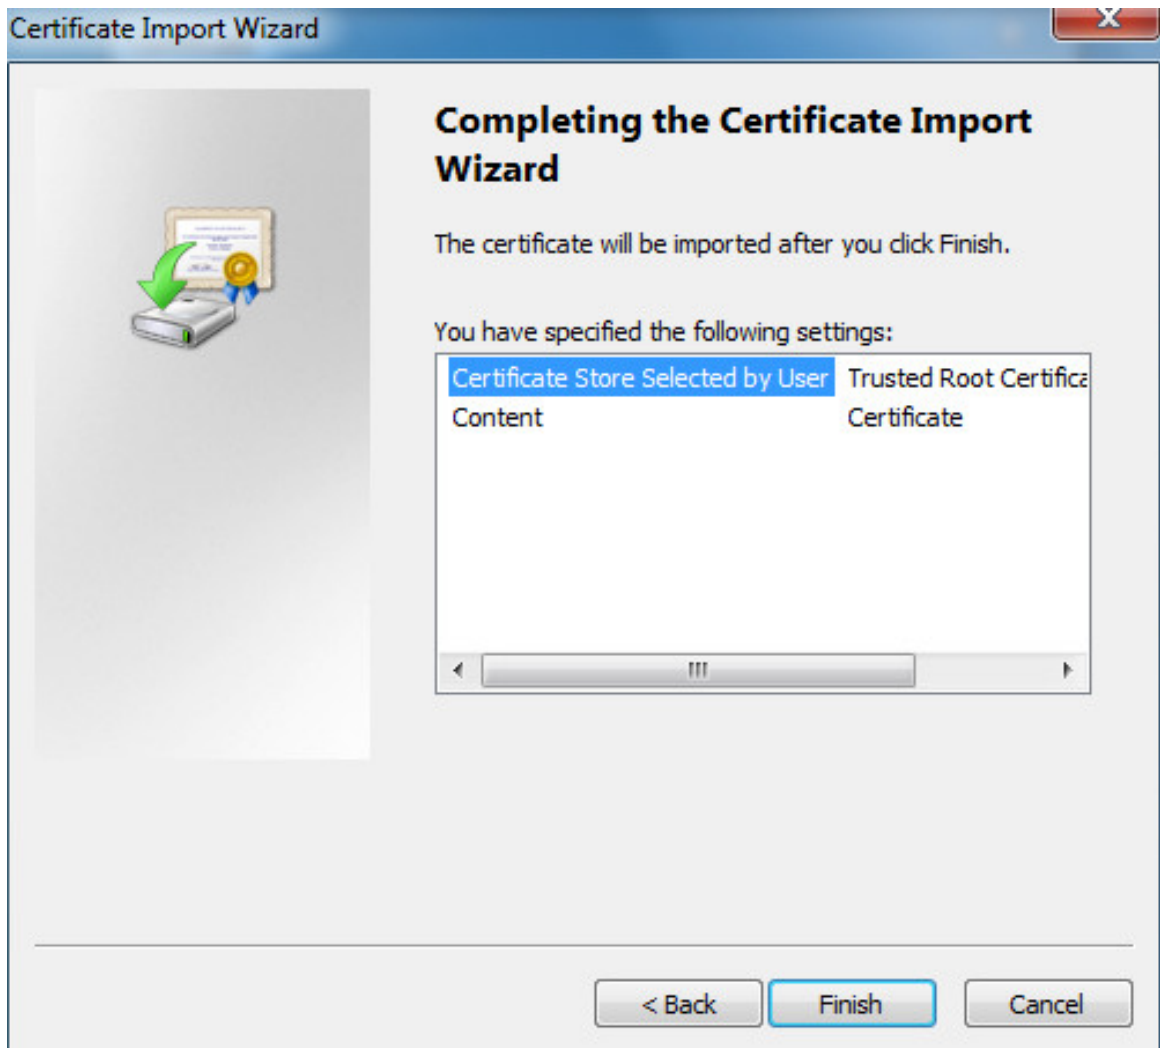 Certificate Import Wizard
X
Completing the Certificate Import
Wizard
The certificate will be imported after you click Finish.
You have specified the following settings:
Certificate Store Selected by User Trusted Root Certifica
Content Certificate
< Back Finish Cancel